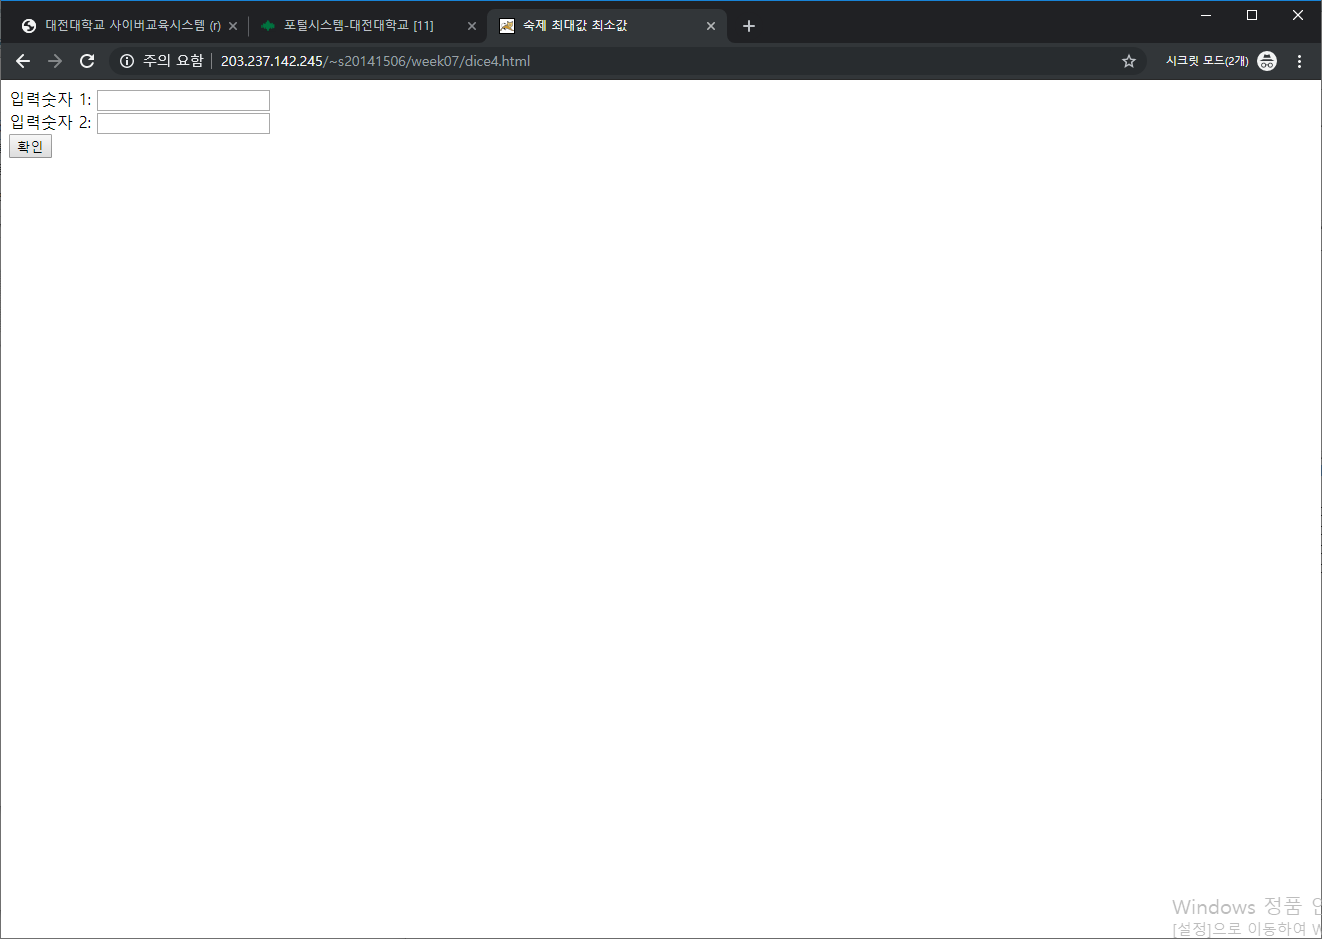 대전대학교 사이버교육시스템 (r)
포털시스템-대전대학교 [11]
숙제 최대값 최소값
주의 요함
203.237.142.245/~s20141506/week07/dice4.html
시크릿 모드(2개)
입력숫자 1:
입력숫자 2:
확인
Windows 정품
[설정]으로 이동하여 W